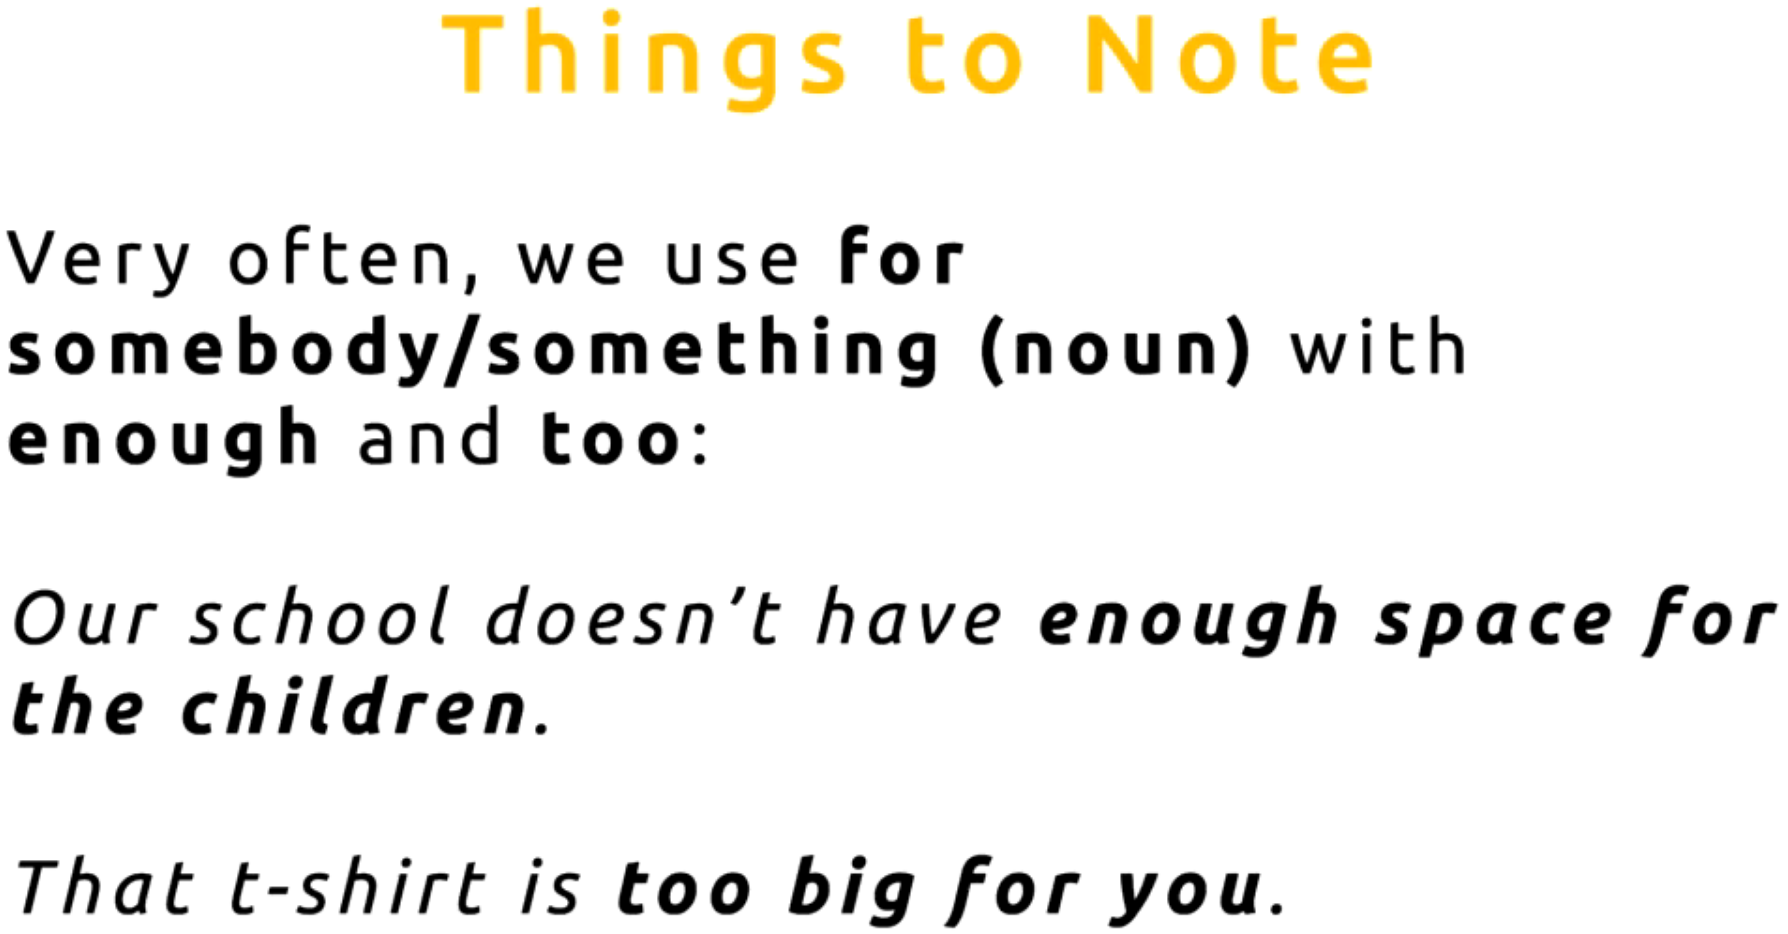 Things to Note
Very often, we use for
somebody/something (noun) with
enough and too:
Our school doesn’t have enough space for
the children.
That t-shirt is too big for you.